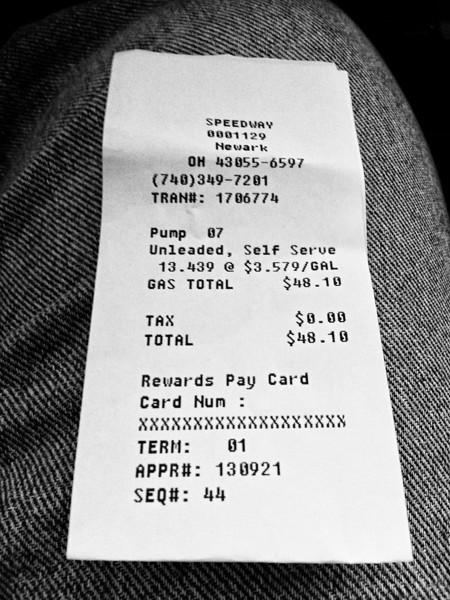 SPEEDWAY
0001129
Newark
OH 43055-6597
(740)349-7201
TRAN#: 1706774
Pump 07
Unleaded, Self Serve
13.439 @ $3.579/GAL
GAS TOTAL $48.10
TAX $0.00
TOTAL $48.10
Rewards Pay Card
Card Num :
XXXXXXXXXXXXXXXXXXX
TERM: 01
APPR#: 130921
SEQ#: 44